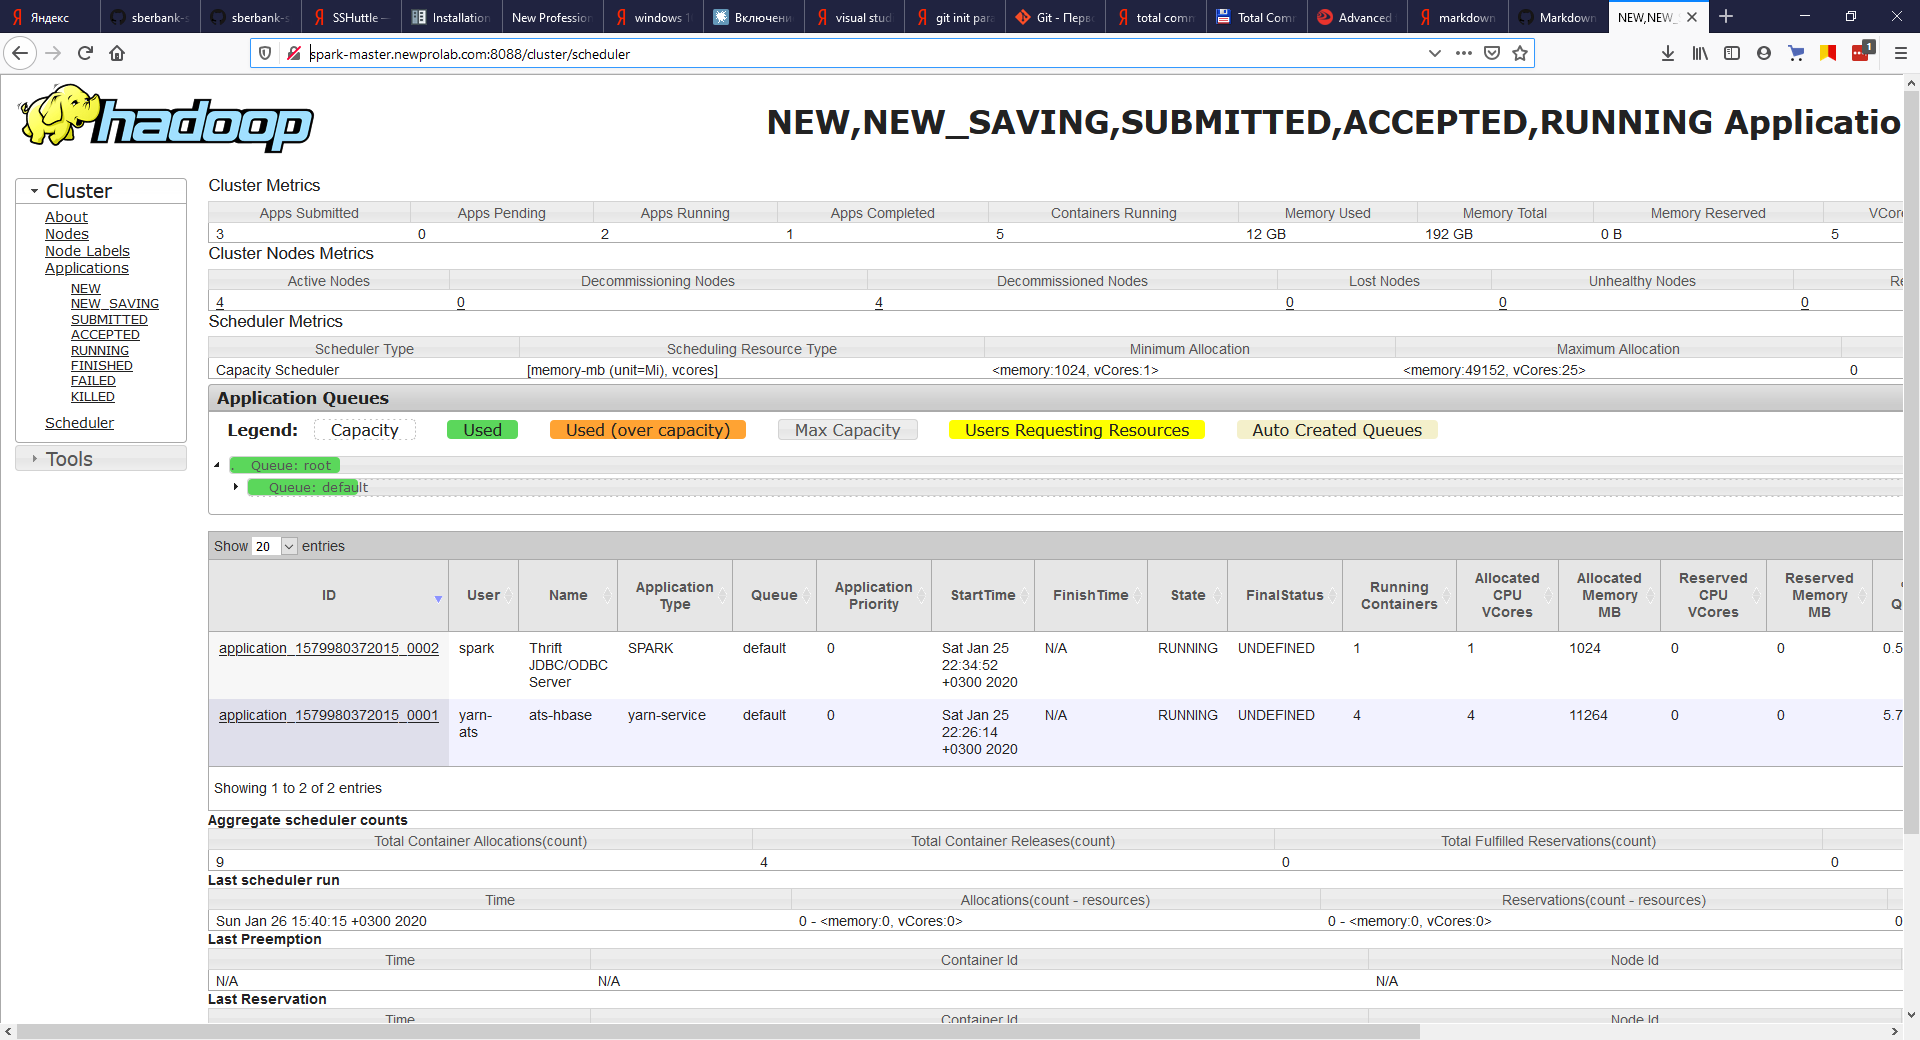 Яндекс
sberbank-s
sberbank-s
SSHuttle —
Installation
New Profession
windows 10
Включени
visual stud
git init para
Git - Перво
total comm
Total Comm
Advanced
markdown
Markdown
NEW,NEW_S
spark-master.newprolab.com:8088/cluster/scheduler
1
hadoop
NEW,NEW_SAVING,SUBMITTED,ACCEPTED,RUNNING Applicatio
Cluster
About
Nodes
Node Labels
Applications
NEW
NEW_SAVING
SUBMITTED
ACCEPTED
RUNNING
FINISHED
FAILED
KILLED
Scheduler
Tools
Cluster Metrics
Apps Submitted Apps Pending Apps Running Apps Completed Containers Running Memory Used Memory Total Memory Reserved VCore
3 0 2 1 5 12 GB 192 GB 0 B 5
Cluster Nodes Metrics
Active Nodes Decommissioning Nodes Decommissioned Nodes Lost Nodes Unhealthy Nodes Re
4 0 4 0 0 0
Scheduler Metrics
Scheduler Type Scheduling Resource Type Minimum Allocation Maximum Allocation
Capacity Scheduler [memory-mb (unit=Mi), vcores] <memory:1024, vCores:1> <memory:49152, vCores:25> 0
Application Queues
Legend: Capacity Used Used (over capacity) Max Capacity Users Requesting Resources Auto Created Queues
. Queue: root
Queue: default
Show 20 entries
ID User Name Application Type Queue Application Priority StartTime FinishTime State FinalStatus Running Containers Allocated CPU VCores Allocated Memory MB Reserved CPU VCores Reserved Memory MB Q
application_1579980372015_0002 spark Thrift JDBC/ODBC Server SPARK default 0 Sat Jan 25 22:34:52 +0300 2020 N/A RUNNING UNDEFINED 1 1 1024 0 0 0.5
application_1579980372015_0001 yarn-ats ats-hbase yarn-service default 0 Sat Jan 25 22:26:14 +0300 2020 N/A RUNNING UNDEFINED 4 4 11264 0 0 5.7
Showing 1 to 2 of 2 entries
Aggregate scheduler counts
Total Container Allocations(count) Total Container Releases(count) Total Fulfilled Reservations(count)
9 4 0 0
Last scheduler run
Time Allocations(count - resources) Reservations(count - resources)
Sun Jan 26 15:40:15 +0300 2020 0 - <memory:0, vCores:0> 0 - <memory:0, vCores:0> 0
Last Preemption
Time Container Id Node Id
N/A N/A N/A
Last Reservation
Time Container Id Node Id